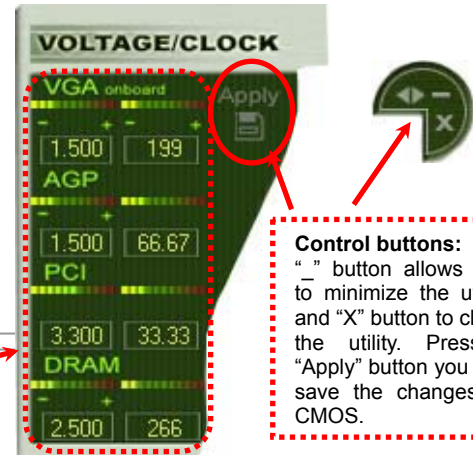 VOLTAGE/CLOCK
VGA onboard
Apply
- + - +
1.500 199
AGP
- +
1.500 66.67
PCI
3.300 33.33
DRAM
- +
2.500 266
X
Control buttons:
“_” button allows
to minimize the
and “X” button to
the utility. Press
“Apply” button you
save the changes
CMOS.